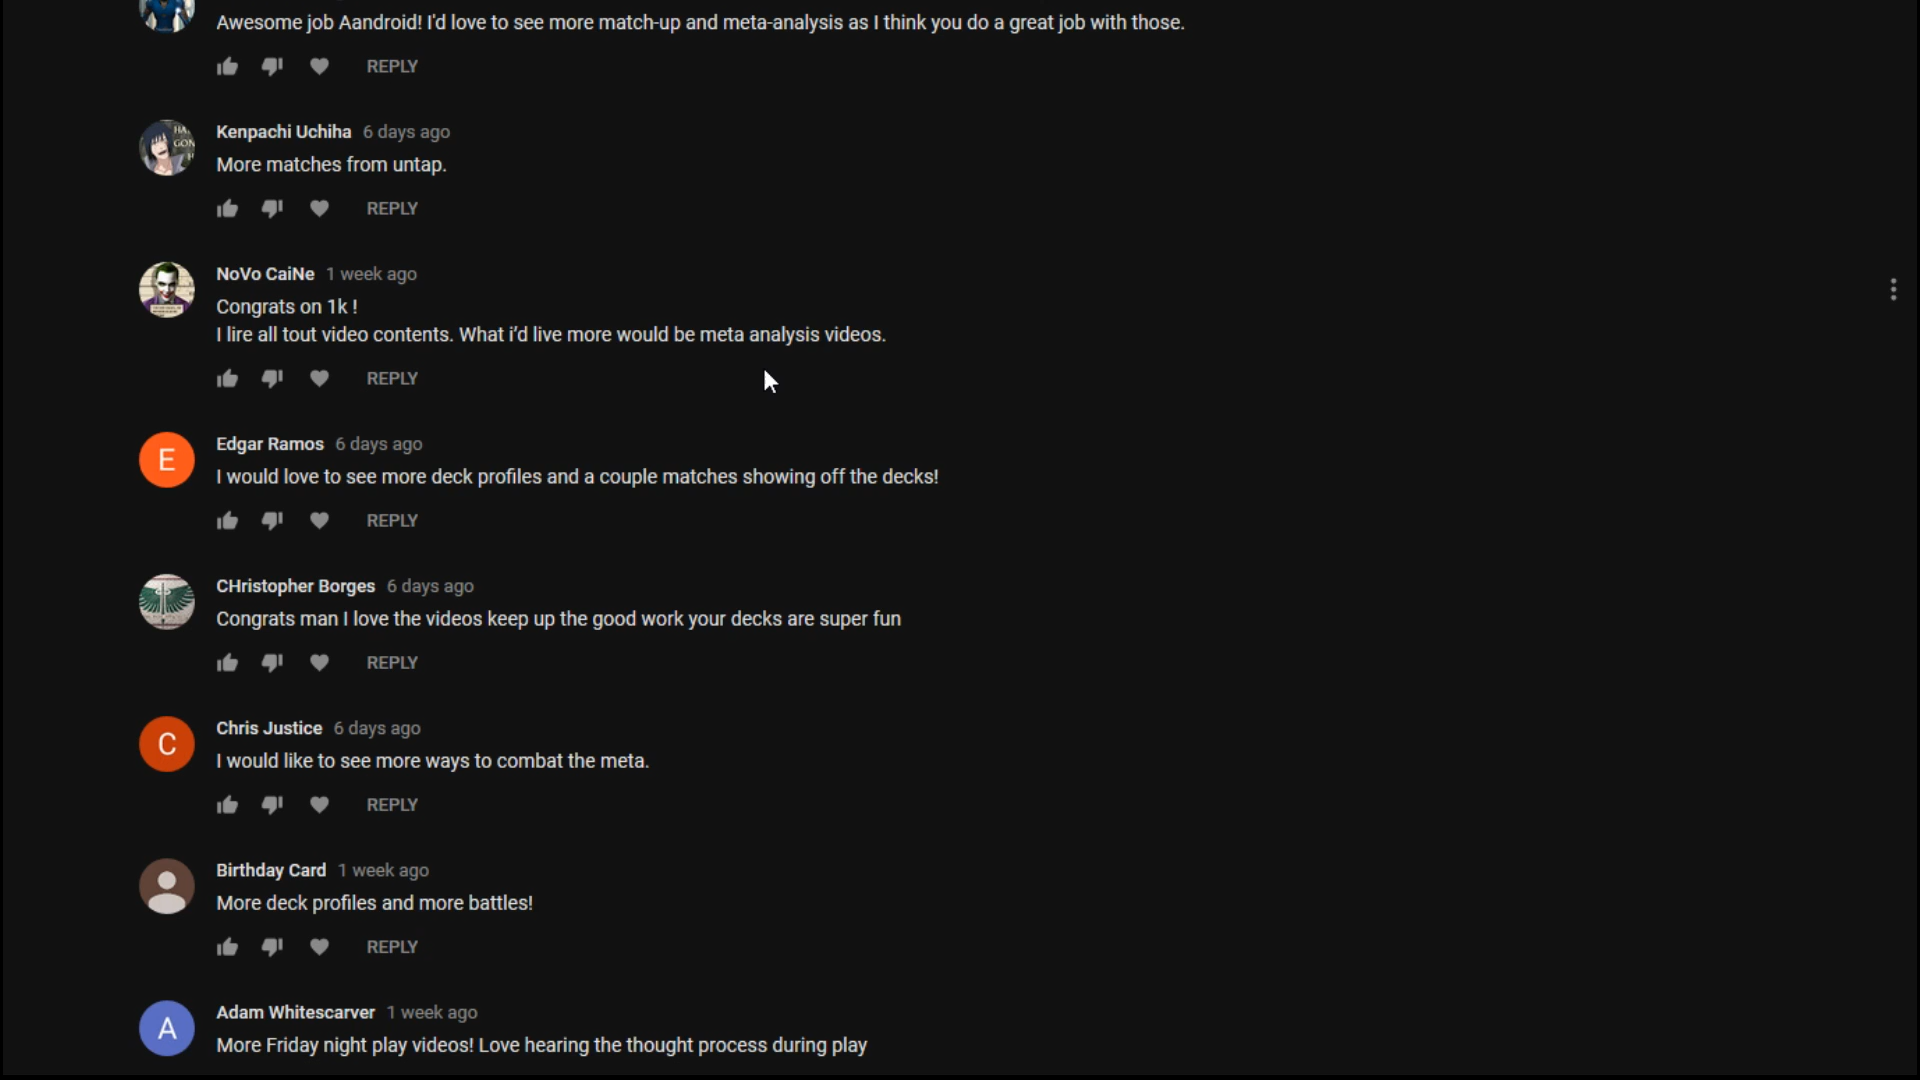 Awesome job Aandroid! I'd love to see more match-up and meta-analysis as I think you do a great job with those.
REPLY
Kenpachi Uchiha 6 days ago
More matches from untap.
REPLY
NoVo CaiNe 1 week ago
Congrats on 1k !
I lire all tout video contents. What i'd live more would be meta analysis videos.
REPLY
Edgar Ramos 6 days ago
E
I would love to see more deck profiles and a couple matches showing off the decks!
REPLY
CHristopher Borges 6 days ago
Congrats man I love the videos keep up the good work your decks are super fun
REPLY
Chris Justice 6 days ago
C
I would like to see more ways to combat the meta.
REPLY
Birthday Card 1 week ago
More deck profiles and more battles!
REPLY
Adam Whitescarver 1 week ago
A
More Friday night play videos! Love hearing the thought process during play